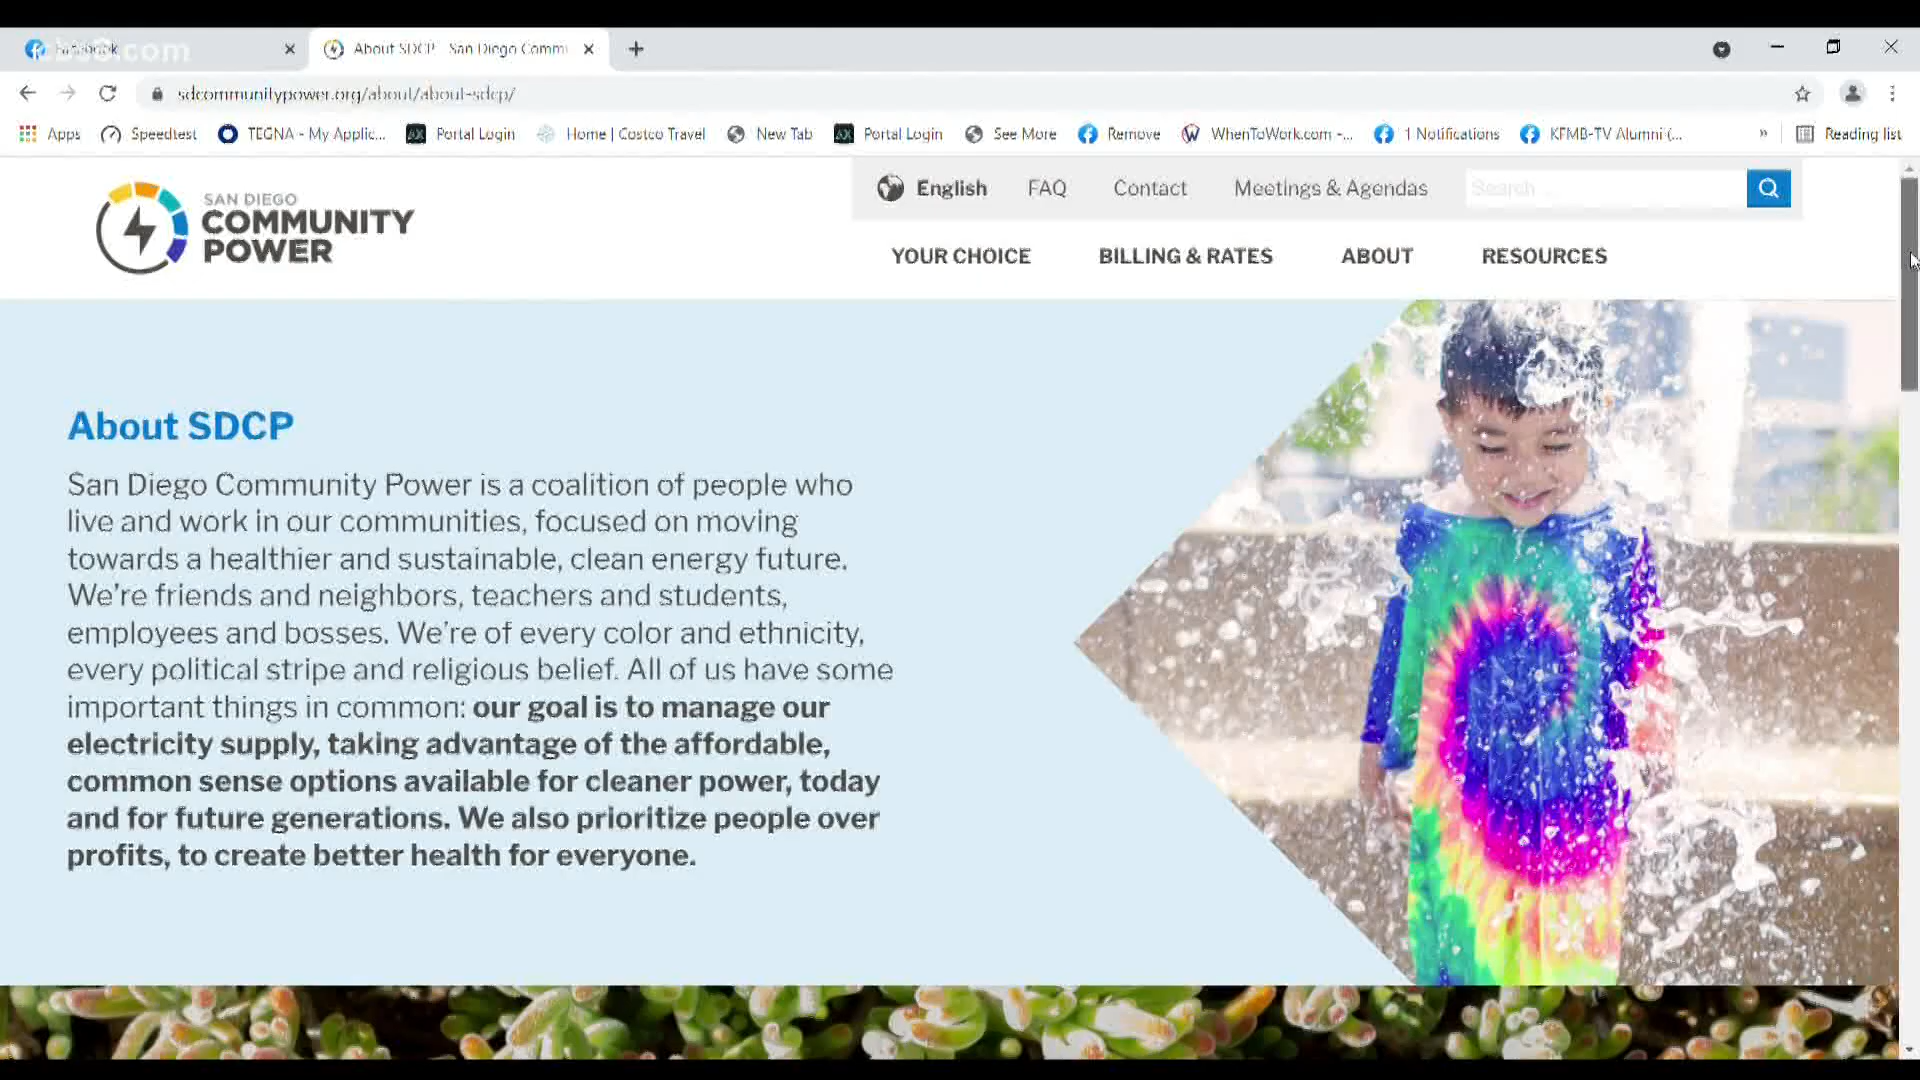 cbs8.com
Facebook
About SDCP - San Diego Commu
sdcommunitypower.org/about/about-sdcp/
Apps
Speedtest
TEGNA - My Applic...
Portal Login
Home | Costco Travel
New Tab
Portal Login
See More
Remove
WhenToWork.com -...
1 Notifications
KFMB-TV Alumni (...
»
Reading list
SAN DIEGO
COMMUNITY
POWER
English
FAQ
Contact
Meetings & Agendas
Search ...
YOUR CHOICE
BILLING & RATES
ABOUT
RESOURCES
About SDCP
San Diego Community Power is a coalition of people who
live and work in our communities, focused on moving
towards a healthier and sustainable, clean energy future.
We're friends and neighbors, teachers and students,
employees and bosses. We're of every color and ethnicity,
every political stripe and religious belief. All of us have some
important things in common: our goal is to manage our
electricity supply, taking advantage of the affordable,
common sense options available for cleaner power, today
and for future generations. We also prioritize people over
profits, to create better health for everyone.